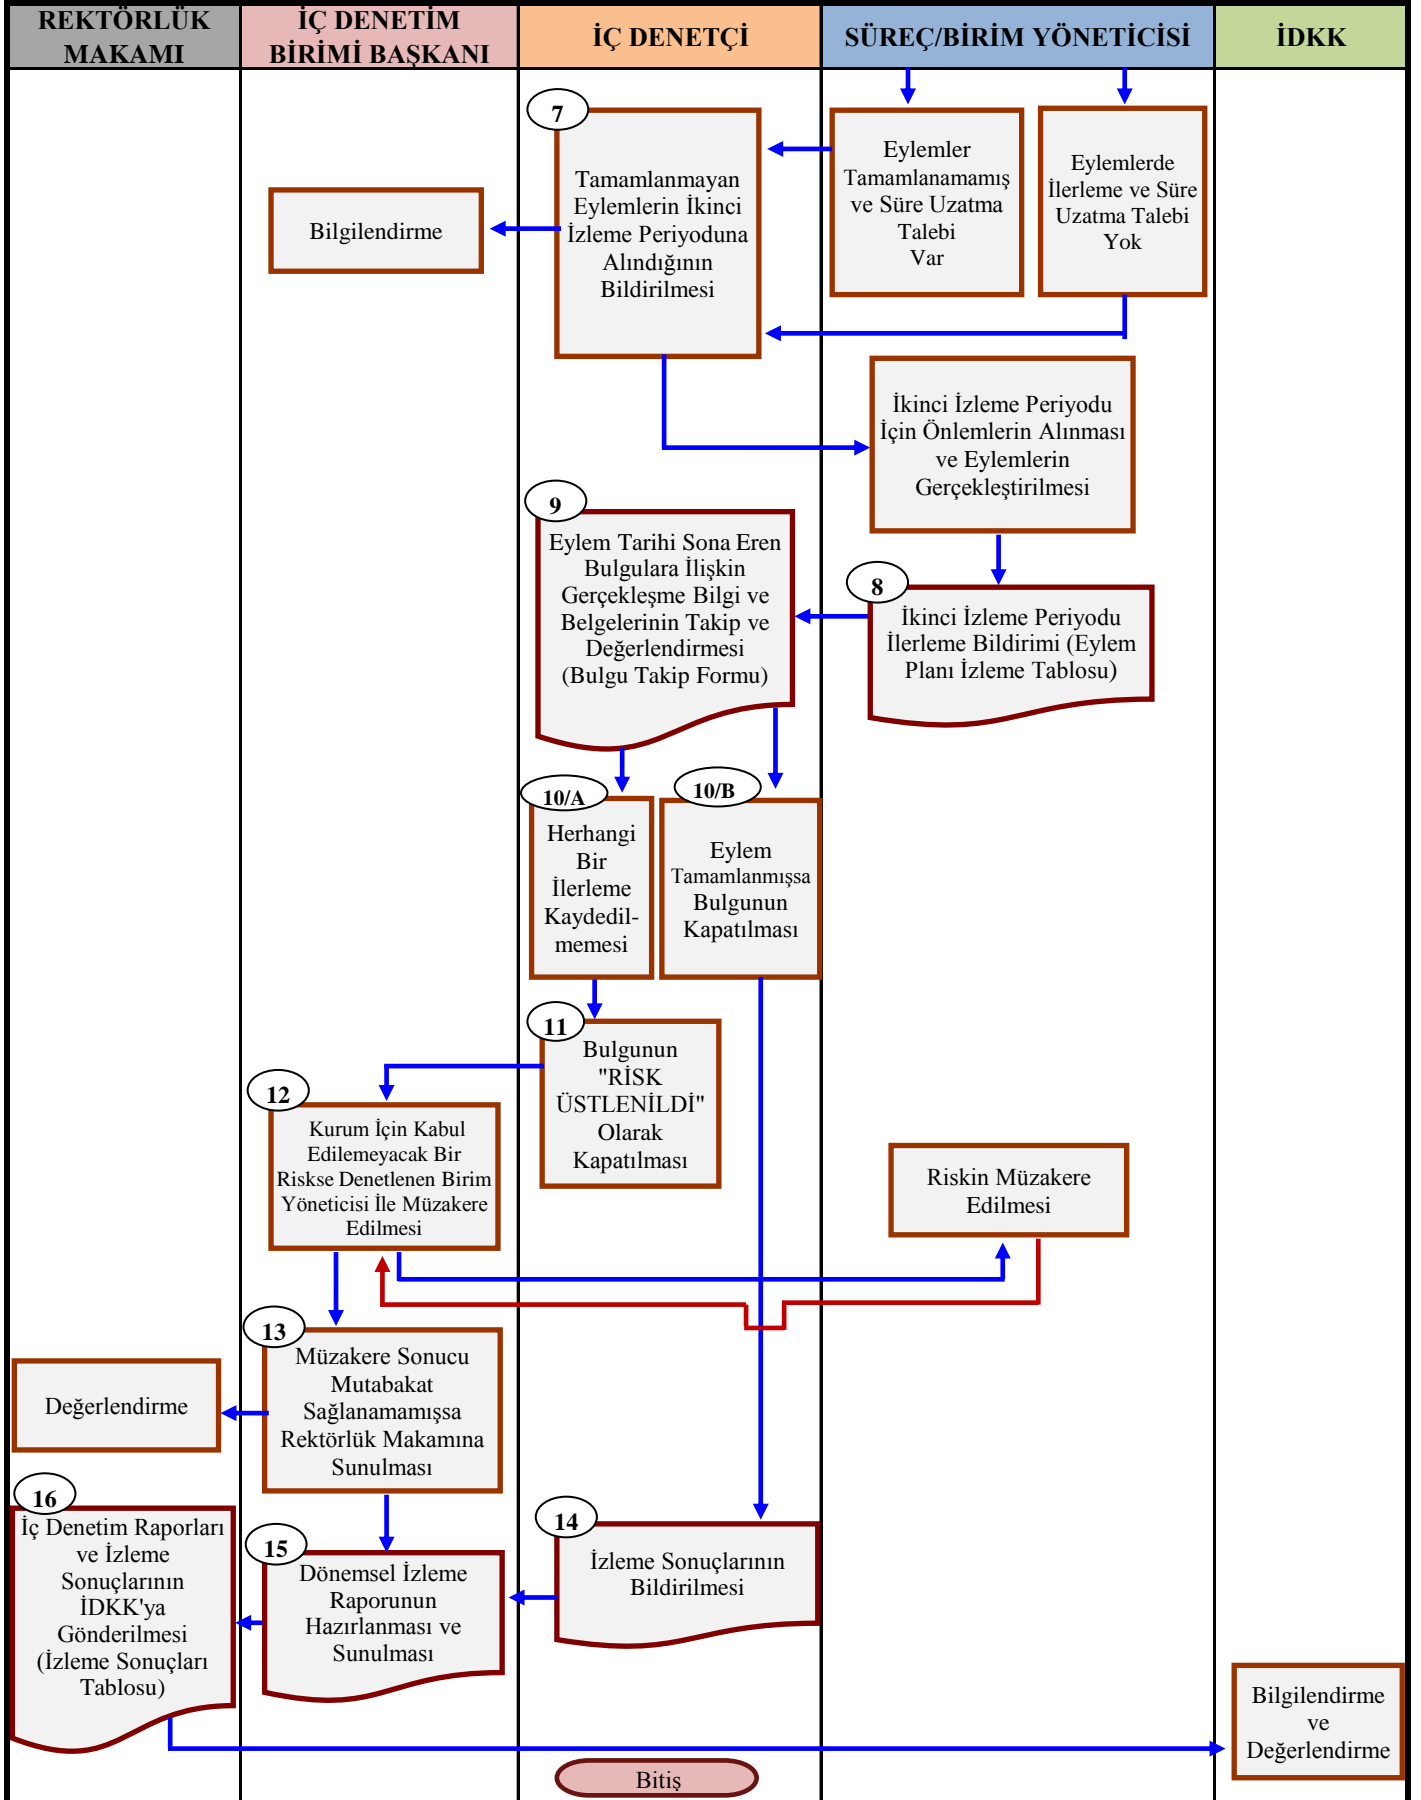 REKTÖRLÜK
MAKAMI
İÇ DENETİM
BİRİMİ BAŞKANI
İÇ DENETÇİ
SÜREÇ/BİRİM YÖNETİCİSİ
İDKK
7
Tamamlanmayan
Eylemlerin İkinci
İzleme Periyoduna
Alındığının
Bildirilmesi
Eylemler
Tamamlanamamış
ve Süre Uzatma
Talebi
Var
Eylemlerde
İlerleme ve Süre
Uzatma Talebi
Yok
Bilgilendirme
İkinci İzleme Periyodu
İçin Önlemlerin Alınması
ve Eylemlerin
Gerçekleştirilmesi
8
İkinci İzleme Periyodu
İlerleme Bildirimi (Eylem
Planı İzleme Tablosu)
9
Eylem Tarihi Sona Eren
Bulgulara İlişkin
Gerçekleşme Bilgi ve
Belgelerinin Takip ve
Değerlendirmesi
(Bulgu Takip Formu)
10/A
Herhangi
Bir
İlerleme
Kaydedil-
memesi
10/B
Eylem
Tamamlanmışsa
Bulgunun
Kapatılması
11
Bulgunun
"RİSK
ÜSTLENİLDİ"
Olarak
Kapatılması
12
Kurum İçin Kabul
Edilemeyacak Bir
Riskse Denetlenen Birim
Yöneticisi İle Müzakere
Edilmesi
Riskin Müzakere
Edilmesi
13
Müzakere Sonucu
Mutabakat
Sağlanamamışsa
Rektörlük Makamına
Sunulması
Değerlendirme
14
İzleme Sonuçlarının
Bildirilmesi
15
Dönemsel İzleme
Raporunun
Hazırlanması ve
Sunulması
16
İç Denetim Raporları
ve İzleme
Sonuçlarının
İDKK'ya
Gönderilmesi
(İzleme Sonuçları
Tablosu)
Bilgilendirme
ve
Değerlendirme
Bitiş